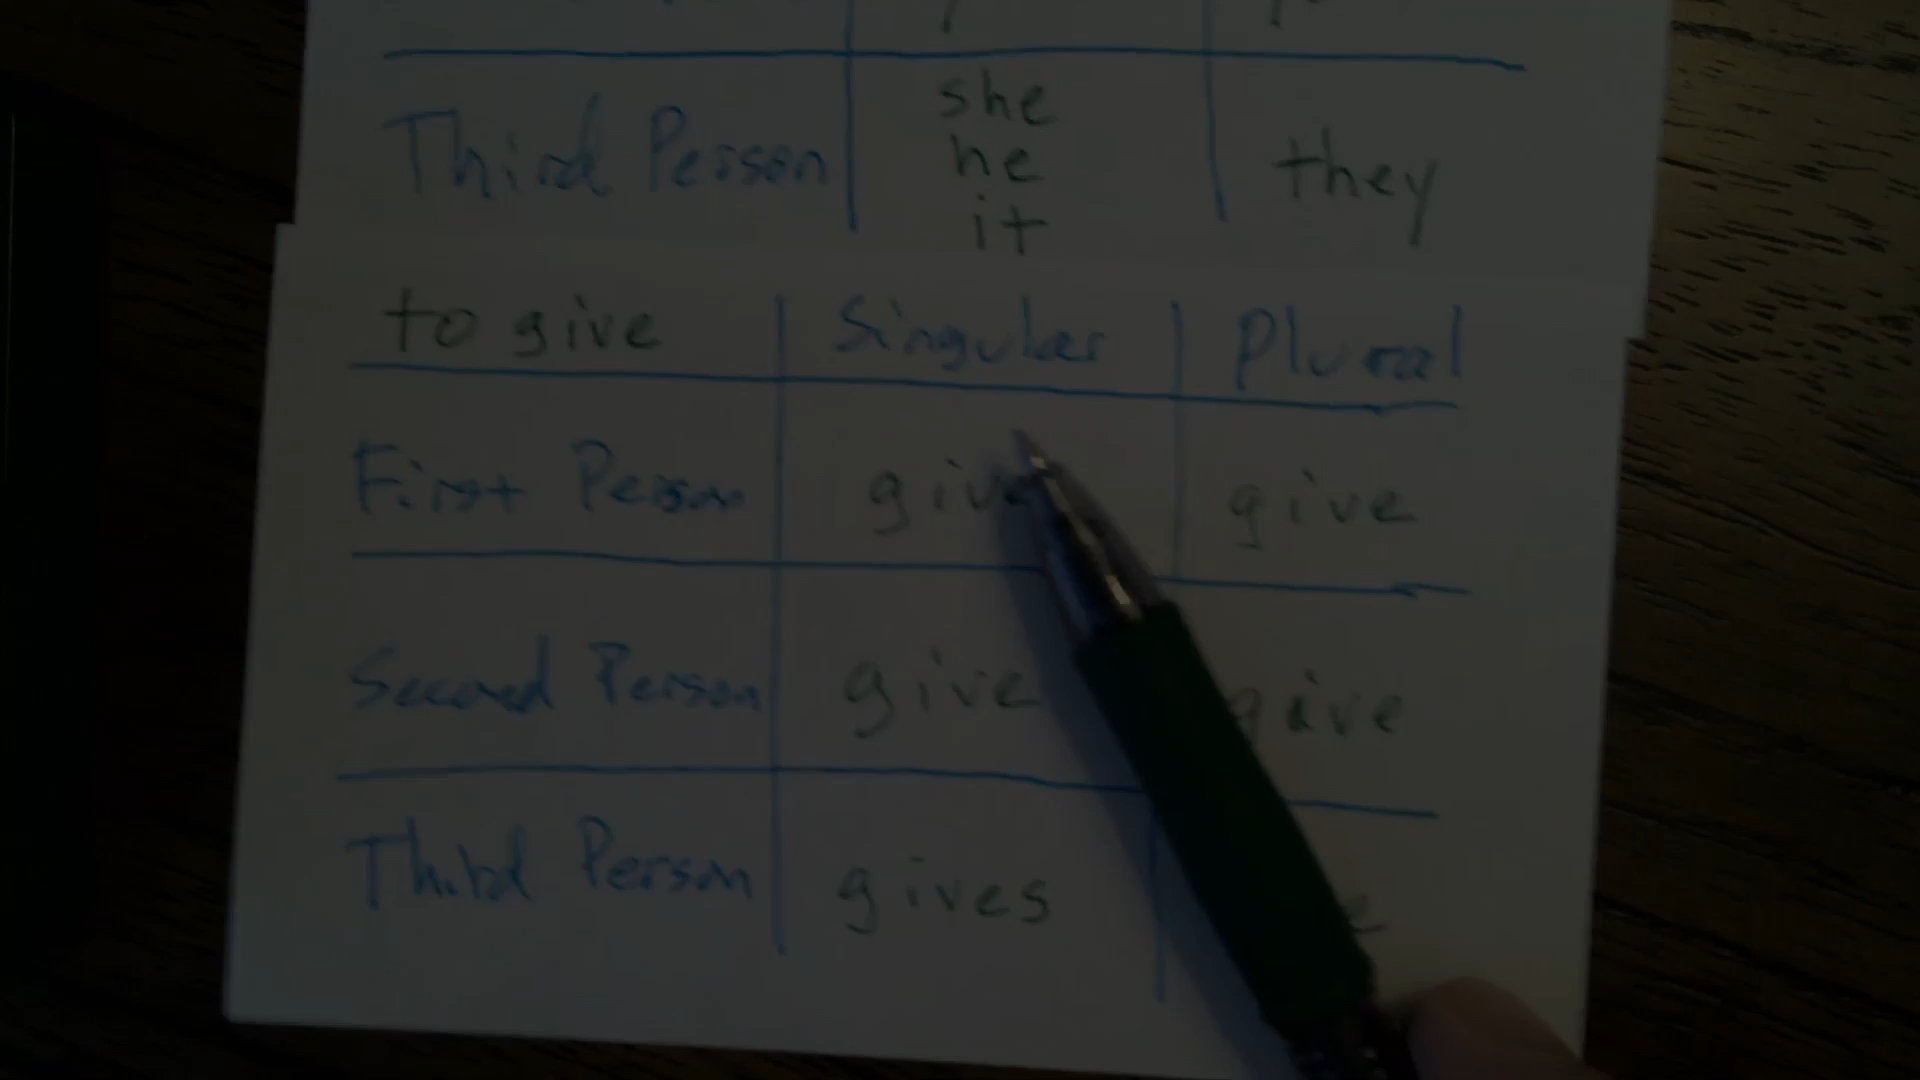 she
Third Person he they
it
to give Singular Plural
First Person give give
Second Person give give
Third Person gives